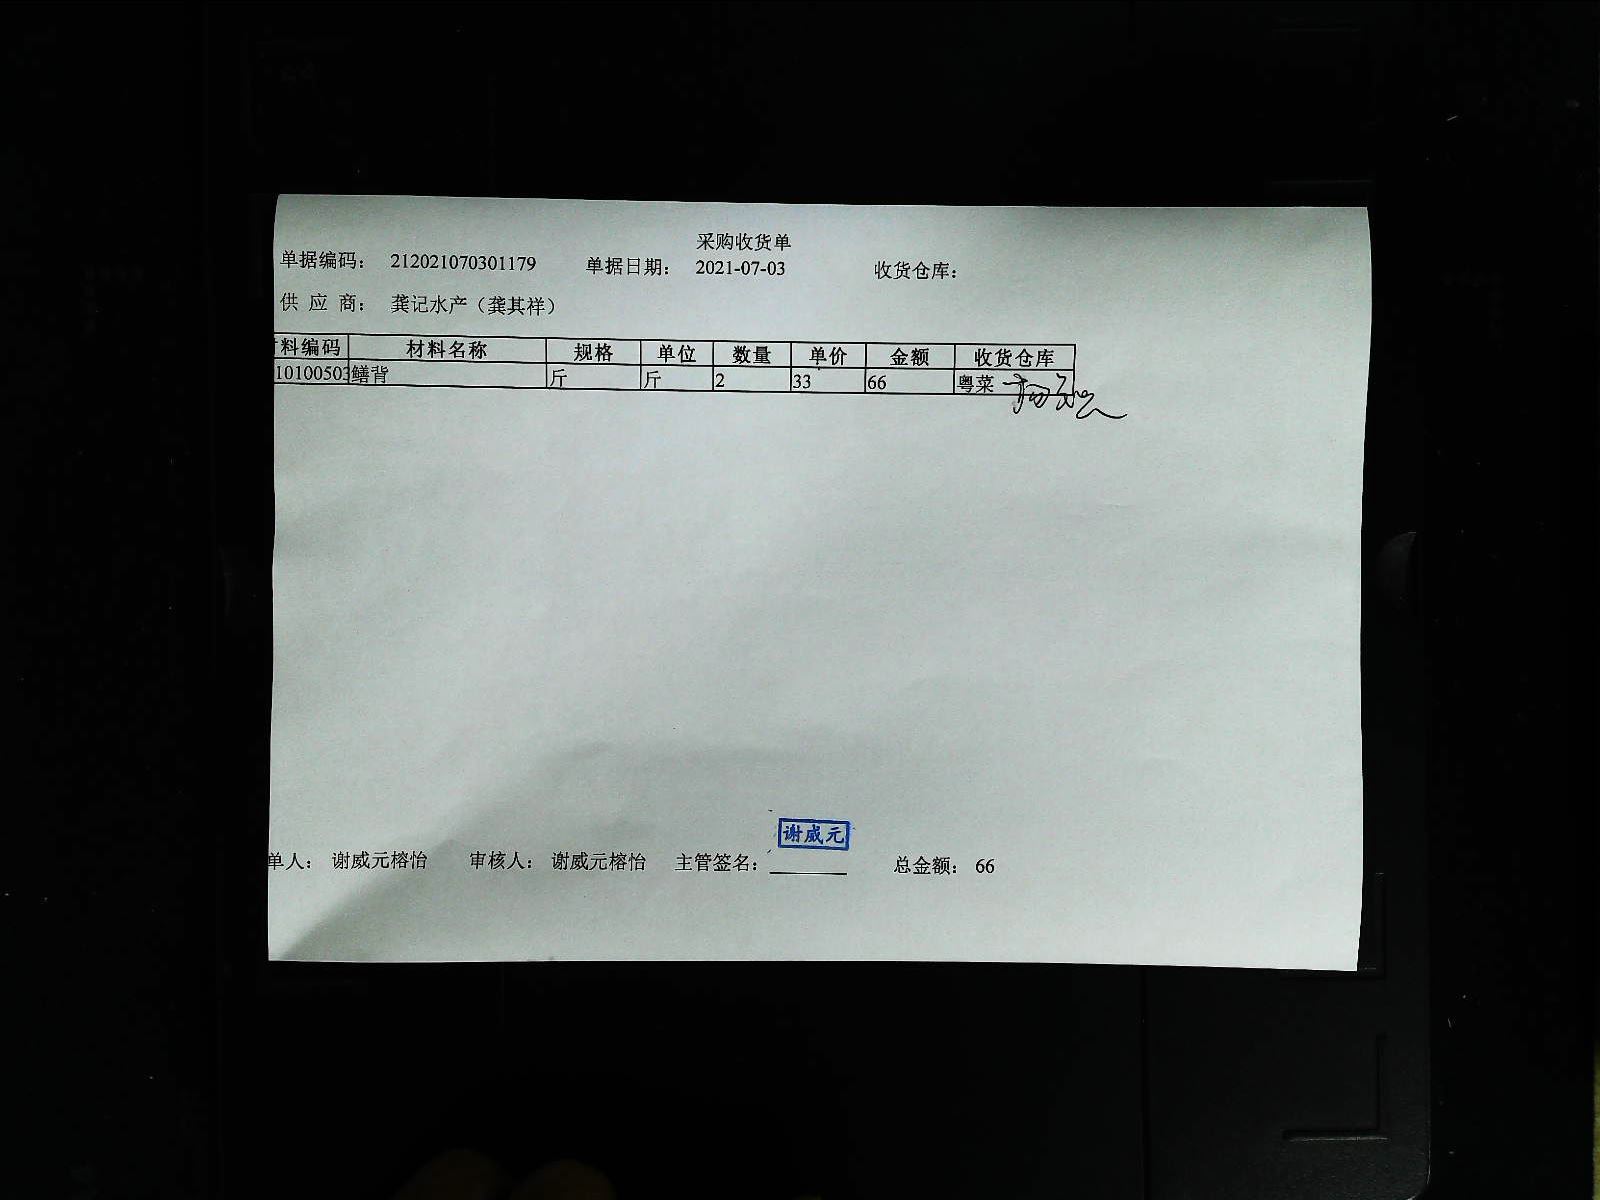 采购收货单
单据编码： 212021070301179 单据日期： 2021-07-03 收货仓库：
供 应 商： 龚记水产（龚其祥）
料编码 材料名称 规格 单位 数量 单价 金额 收货仓库
10100503 鳝背 斤 斤 2 33 66 粤菜
谢威元
单人： 谢威元榕怡 审核人： 谢威元榕怡 主管签名： 总金额： 66